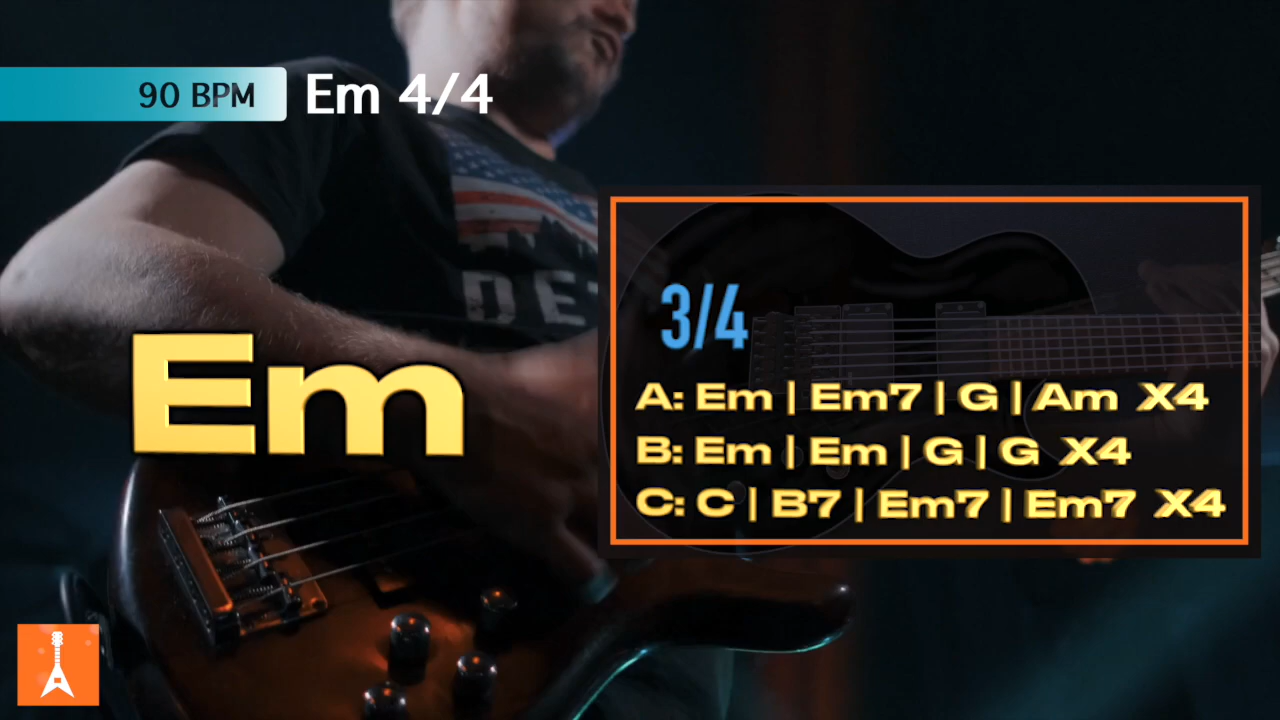 90 BPM Em 4/4
Em
3/4
A: Em | Em7 | G | Am X4
B: Em | Em | G | G X4
C: C | B7 | Em7 | Em7 X4